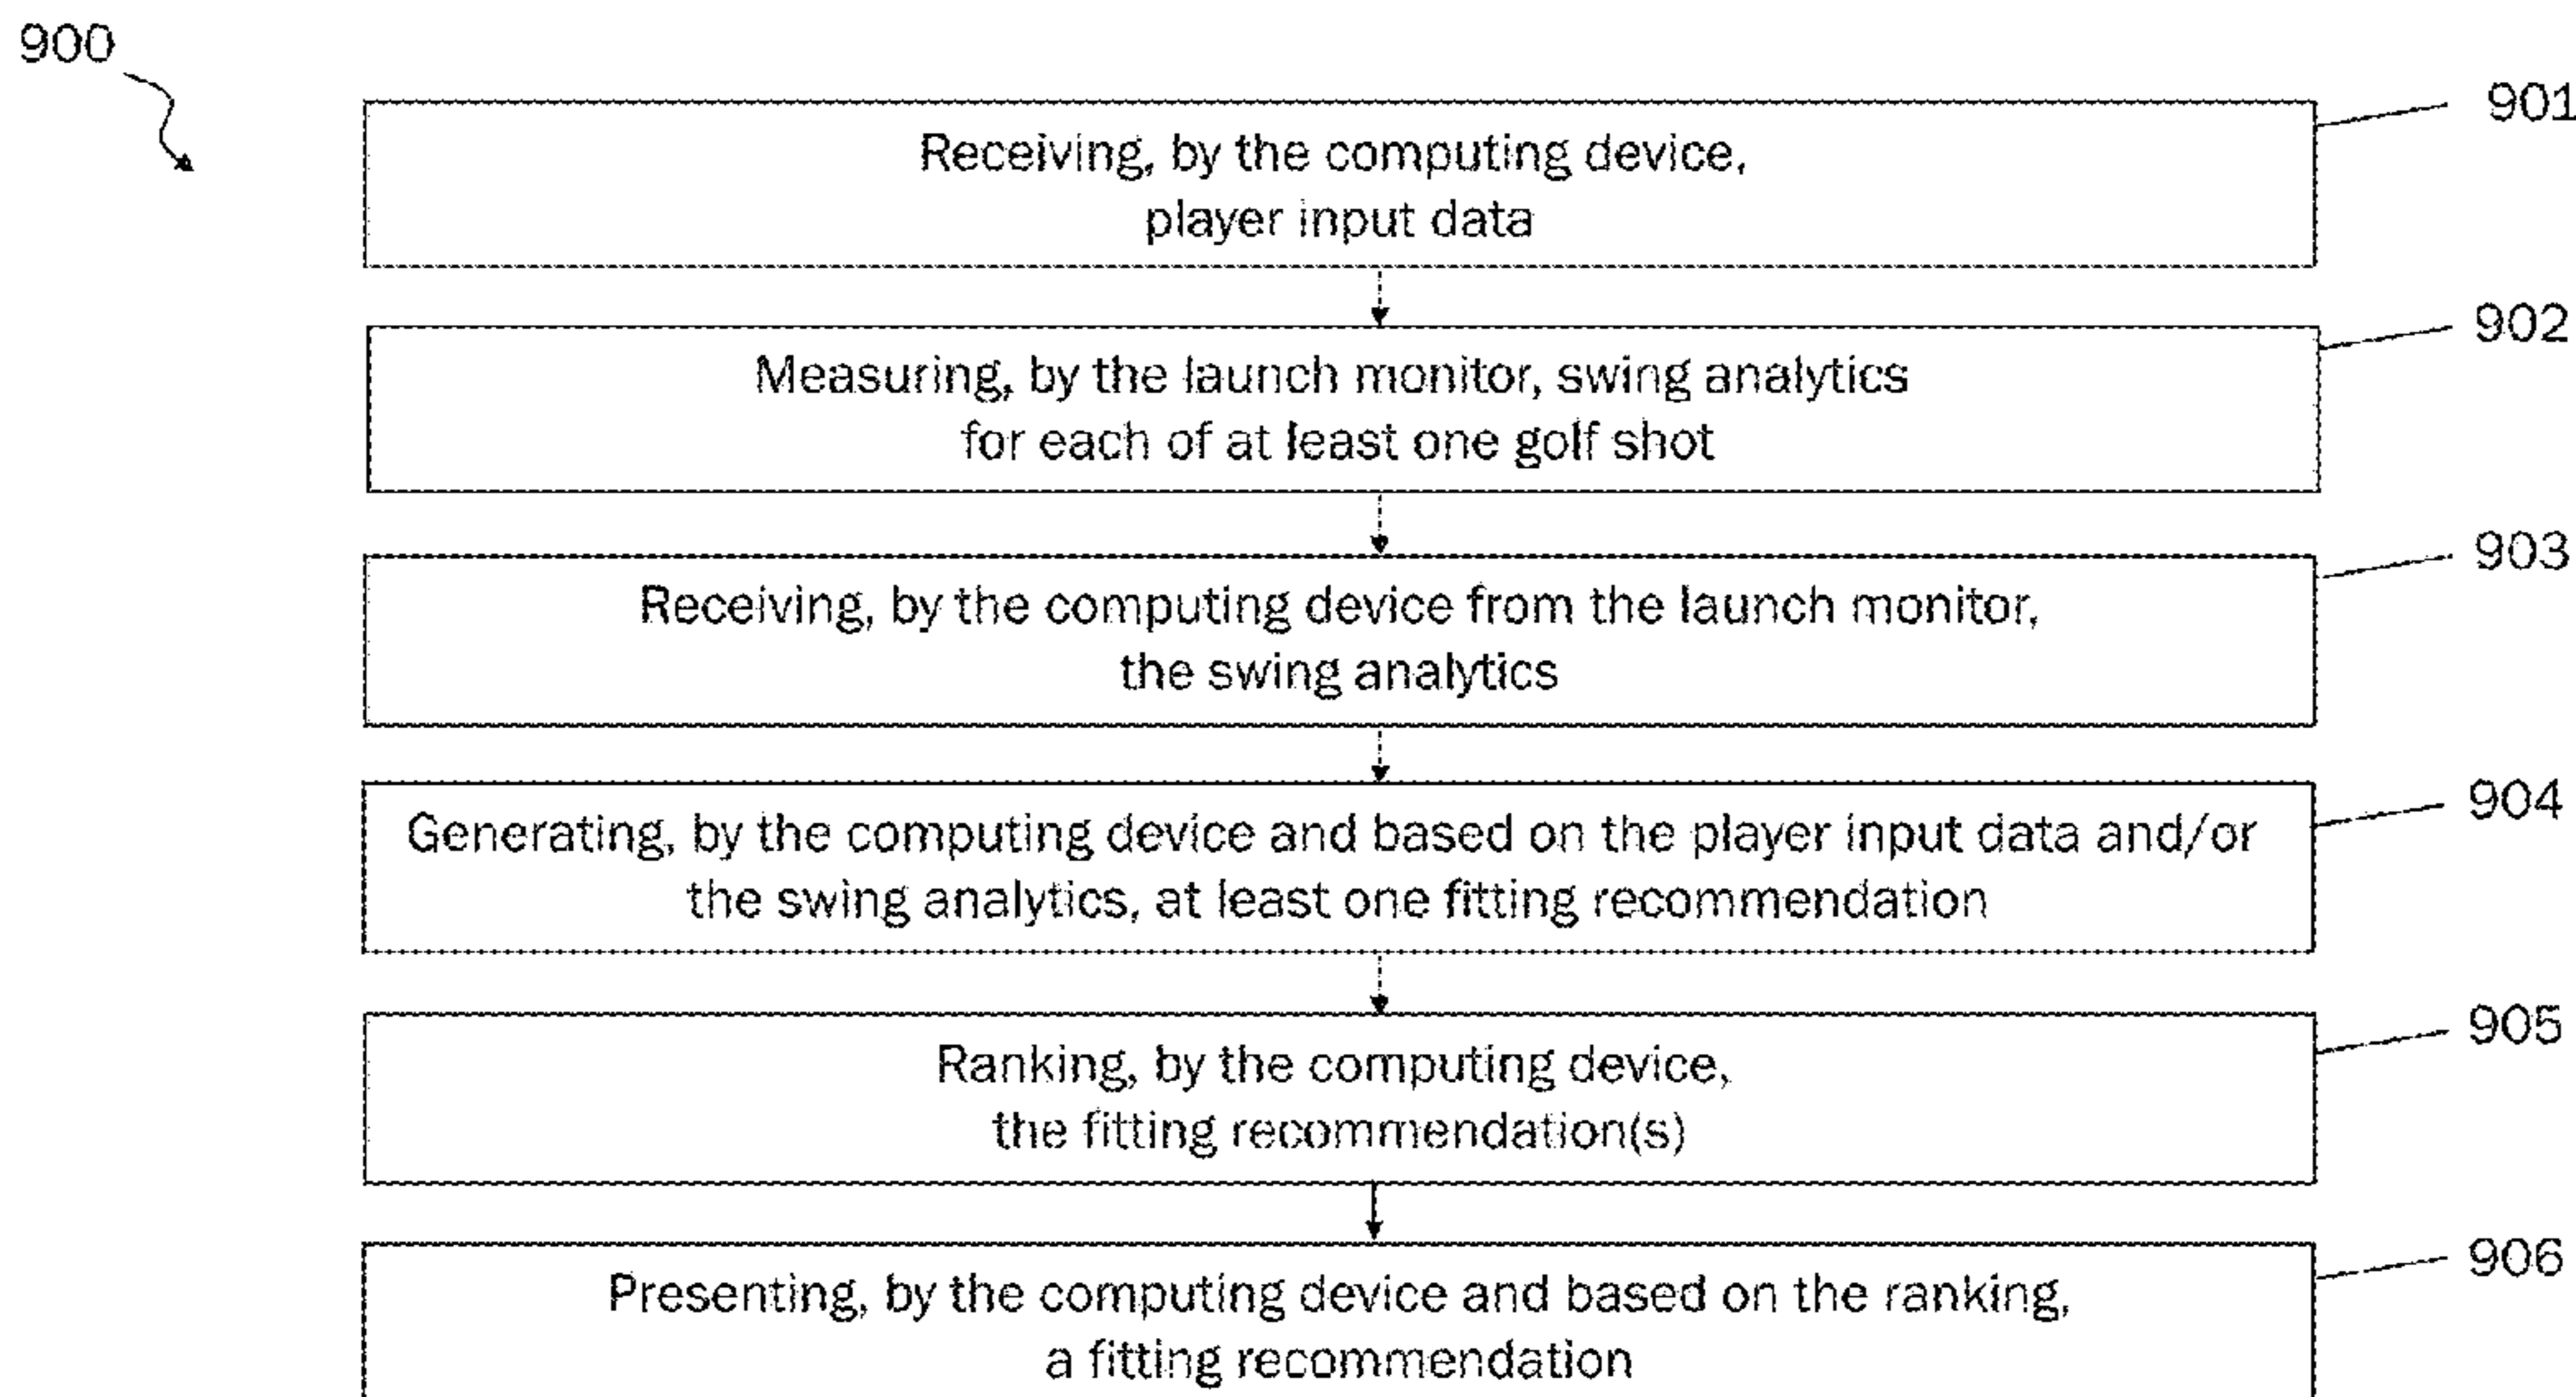 900
901
Receiving, by the computing device,
player input data
902
Measuring, by the launch monitor, swing analytics
for each of at least one golf shot
903
Receiving, by the computing device from the launch monitor,
the swing analytics
904
Generating, by the computing device and based on the player input data and/or
the swing analytics, at least one fitting recommendation
905
Ranking, by the computing device,
the fitting recommendation(s)
906
Presenting, by the computing device and based on the ranking,
a fitting recommendation